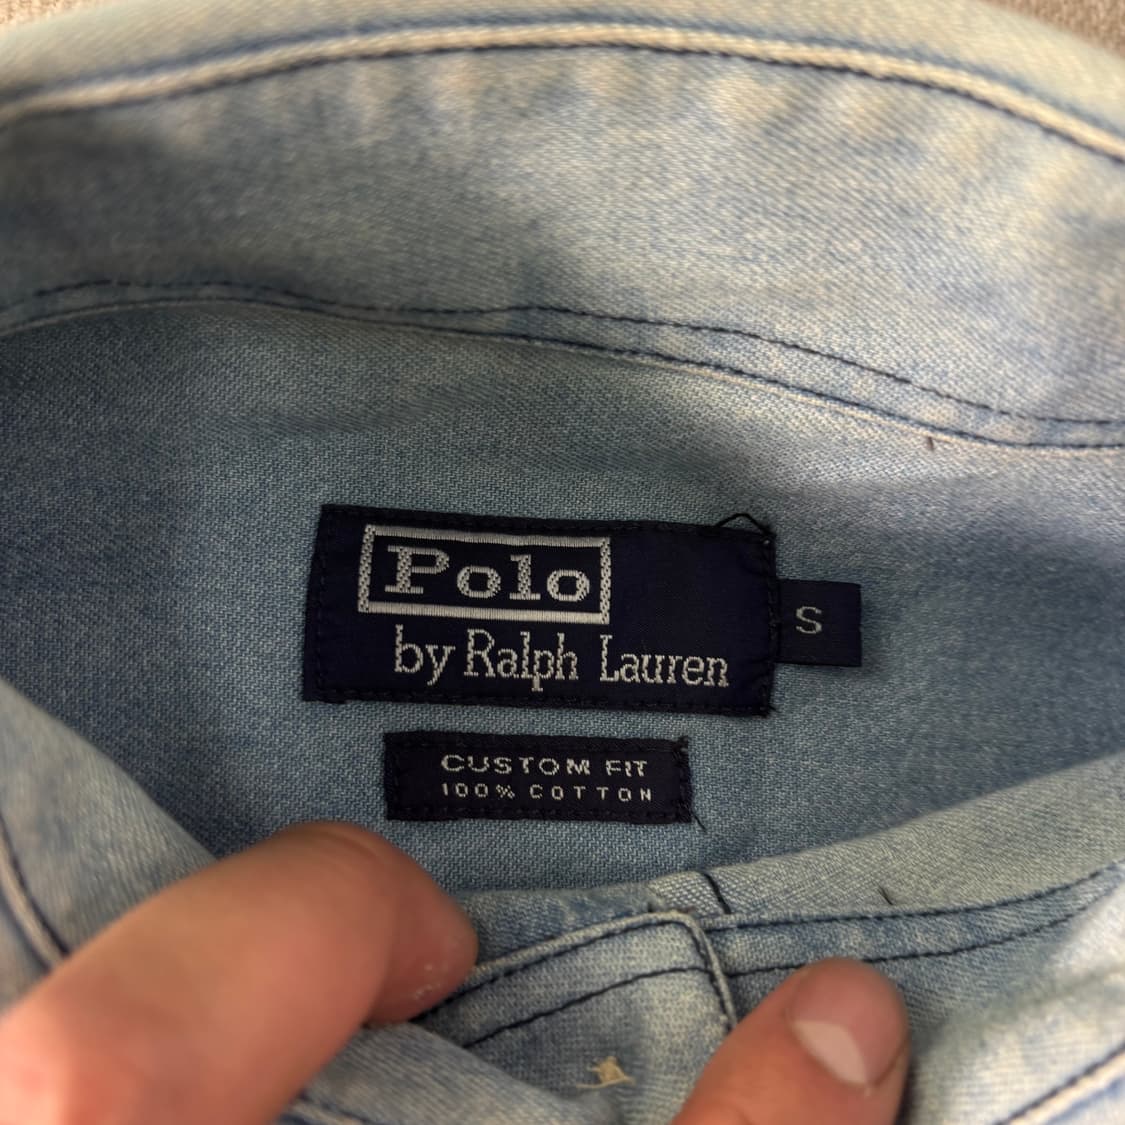 Polo
by Ralph Lauren
S
CUSTOM FIT
100% COTTON